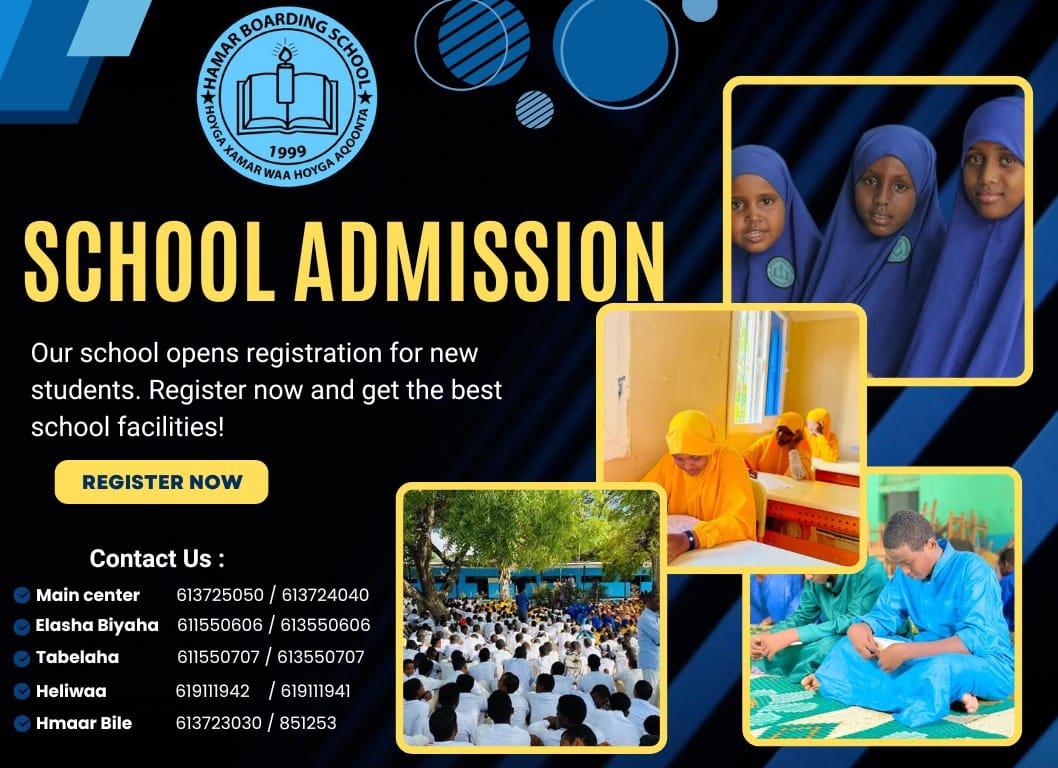 HAMAR BOARDING SCHOOL
1999
HOYGA XAMAR WAA HOYGA AQOONTA
SCHOOL ADMISSION
Our school opens registration for new
students. Register now and get the best
school facilities!
REGISTER NOW
Contact Us :
Main center 613725050 / 613724040
Elasha Biyaha 611550606 / 613550606
Tabelaha 611550707 / 613550707
Heliwaa 619111942 / 619111941
Hmaar Bile 613723030 / 851253